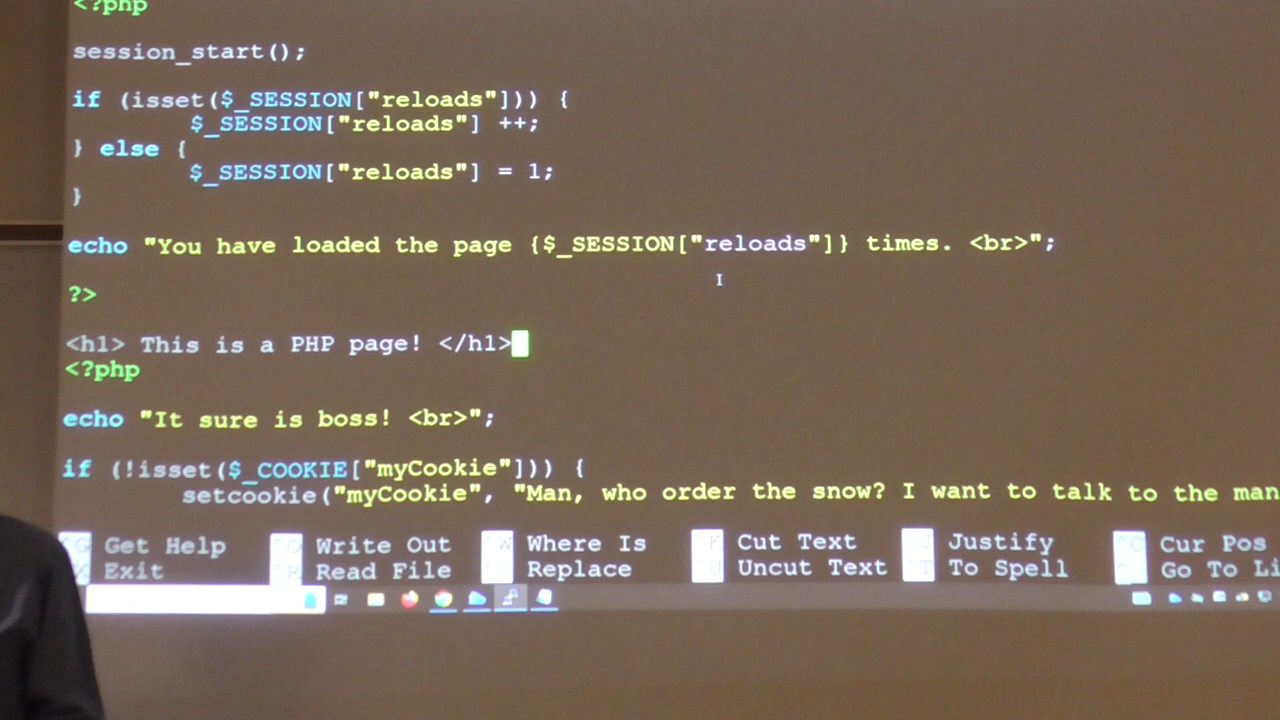 <?php
session_start();
if (isset($_SESSION["reloads"])) {
$_SESSION["reloads"] ++;
} else {
$_SESSION["reloads"] = 1;
}
echo "You have loaded the page {$_SESSION["reloads"]} times. <br>";
?>
<h1> This is a PHP page! </h1>
<?php
echo "It sure is boss! <br>";
if (!isset($_COOKIE["myCookie"])) {
setcookie("myCookie", "Man, who order the snow? I want to talk to the man
^G Get Help ^O Write Out ^W Where Is ^K Cut Text ^J Justify ^C Cur Pos
Exit ^R Read File ^\ Replace ^U Uncut Text ^T To Spell Go To Li